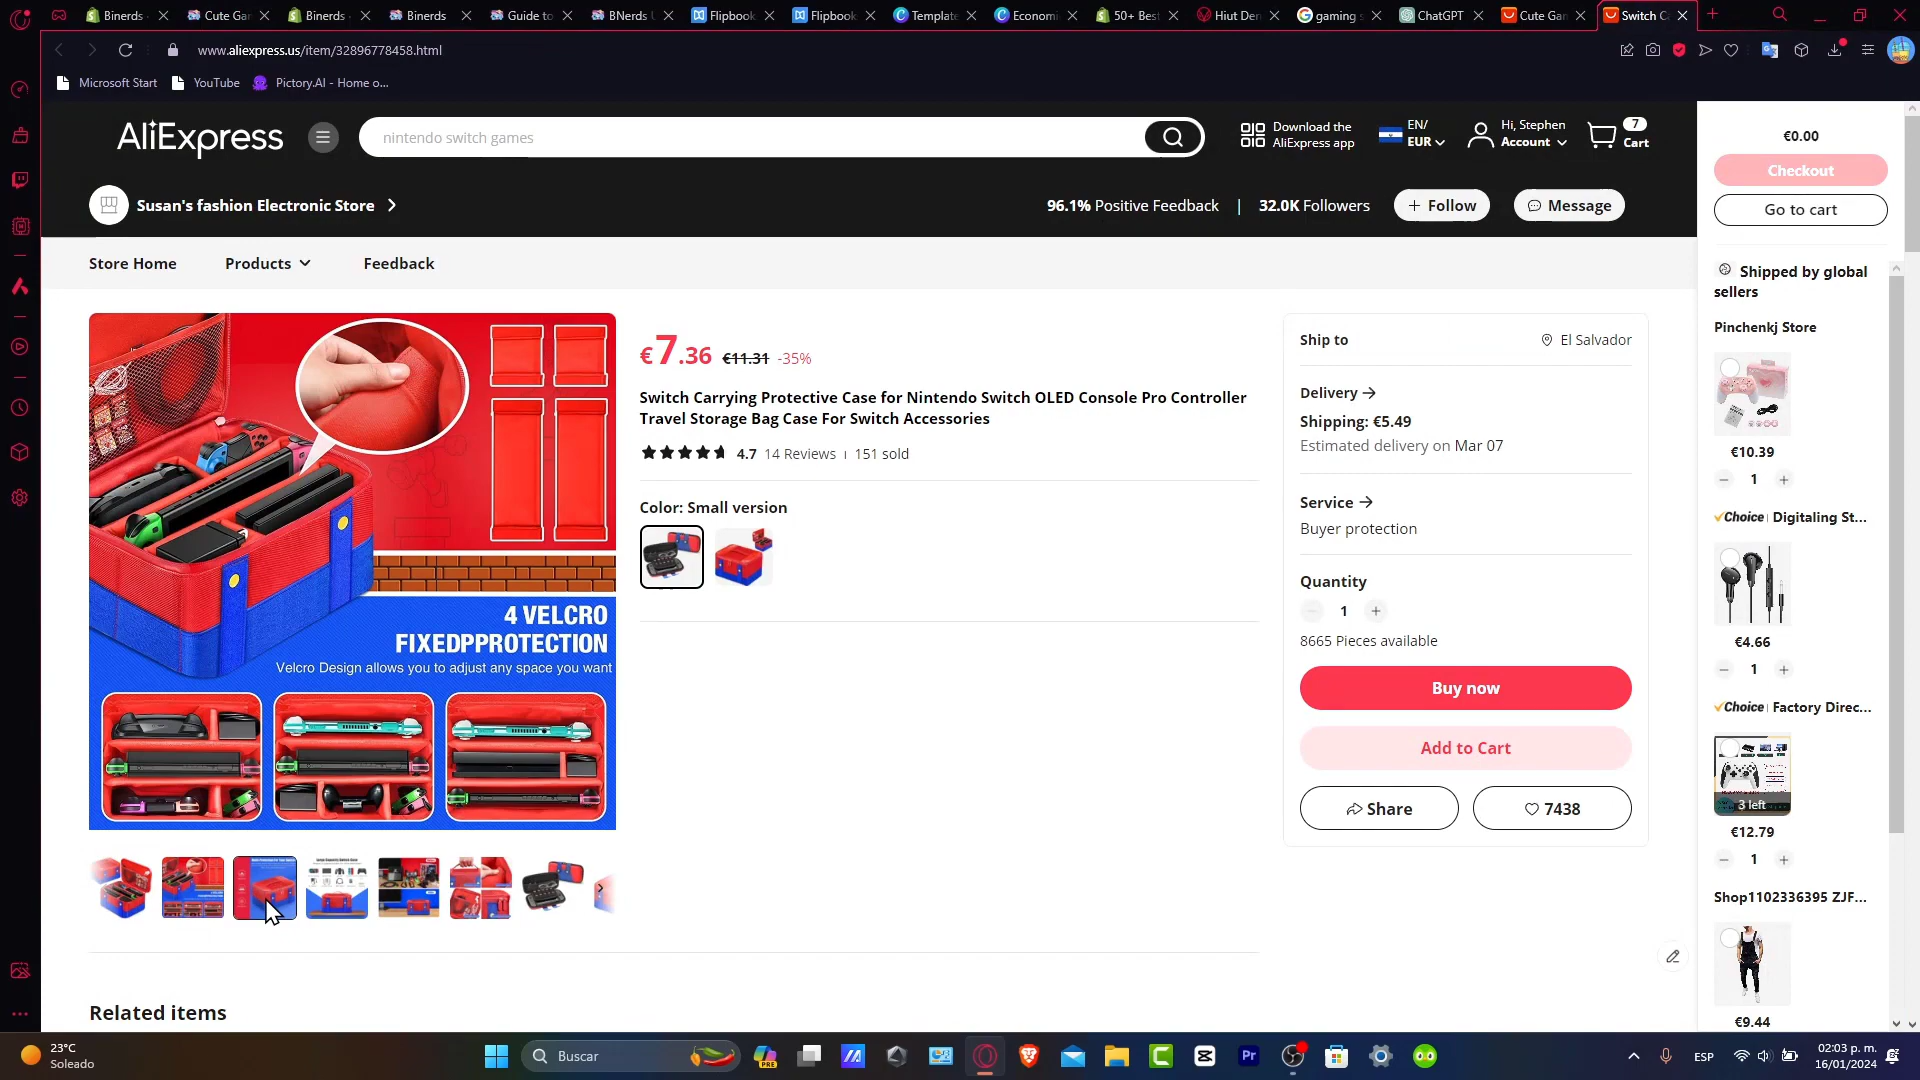 Binerds
Cute Gar
Binerds
Binerds
Guide to
BNerds U
Flipbook
Flipbook
Template
Economi
50+ Best
Hiut Den
gaming s
ChatGPT
Cute Gar
Switch Ca
www.aliexpress.us/item/32896778458.html
Microsoft Start
YouTube
Pictory.AI - Home o...
AliExpress
nintendo switch games
Download the
AliExpress app
EN/
EUR
Hi, Stephen
Account
7
Cart
Susan's fashion Electronic Store
96.1% Positive Feedback | 32.0K Followers
+ Follow
Message
Store Home
Products
Feedback
4 VELCRO
FIXEDPPROTECTION
Velcro Design allows you to adjust any space you want
€7.36 €11.31 -35%
Switch Carrying Protective Case for Nintendo Switch OLED Console Pro Controller
Travel Storage Bag Case For Switch Accessories
4.7 14 Reviews 151 sold
Color: Small version
Ship to
El Salvador
Delivery
Shipping: €5.49
Estimated delivery on Mar 07
Service
Buyer protection
Quantity
1
8665 Pieces available
Buy now
Add to Cart
Share
7438
€0.00
Checkout
Go to cart
Shipped by global
sellers
Pinchenkj Store
€10.39
1
Choice Digitaling St...
€4.66
1
Choice Factory Direc...
3 left
€12.79
1
Shop1102336395 ZJF...
€9.44
Related items
23°C
Soleado
Buscar
PRE
Pr
ESP
02:03 p. m.
16/01/2024